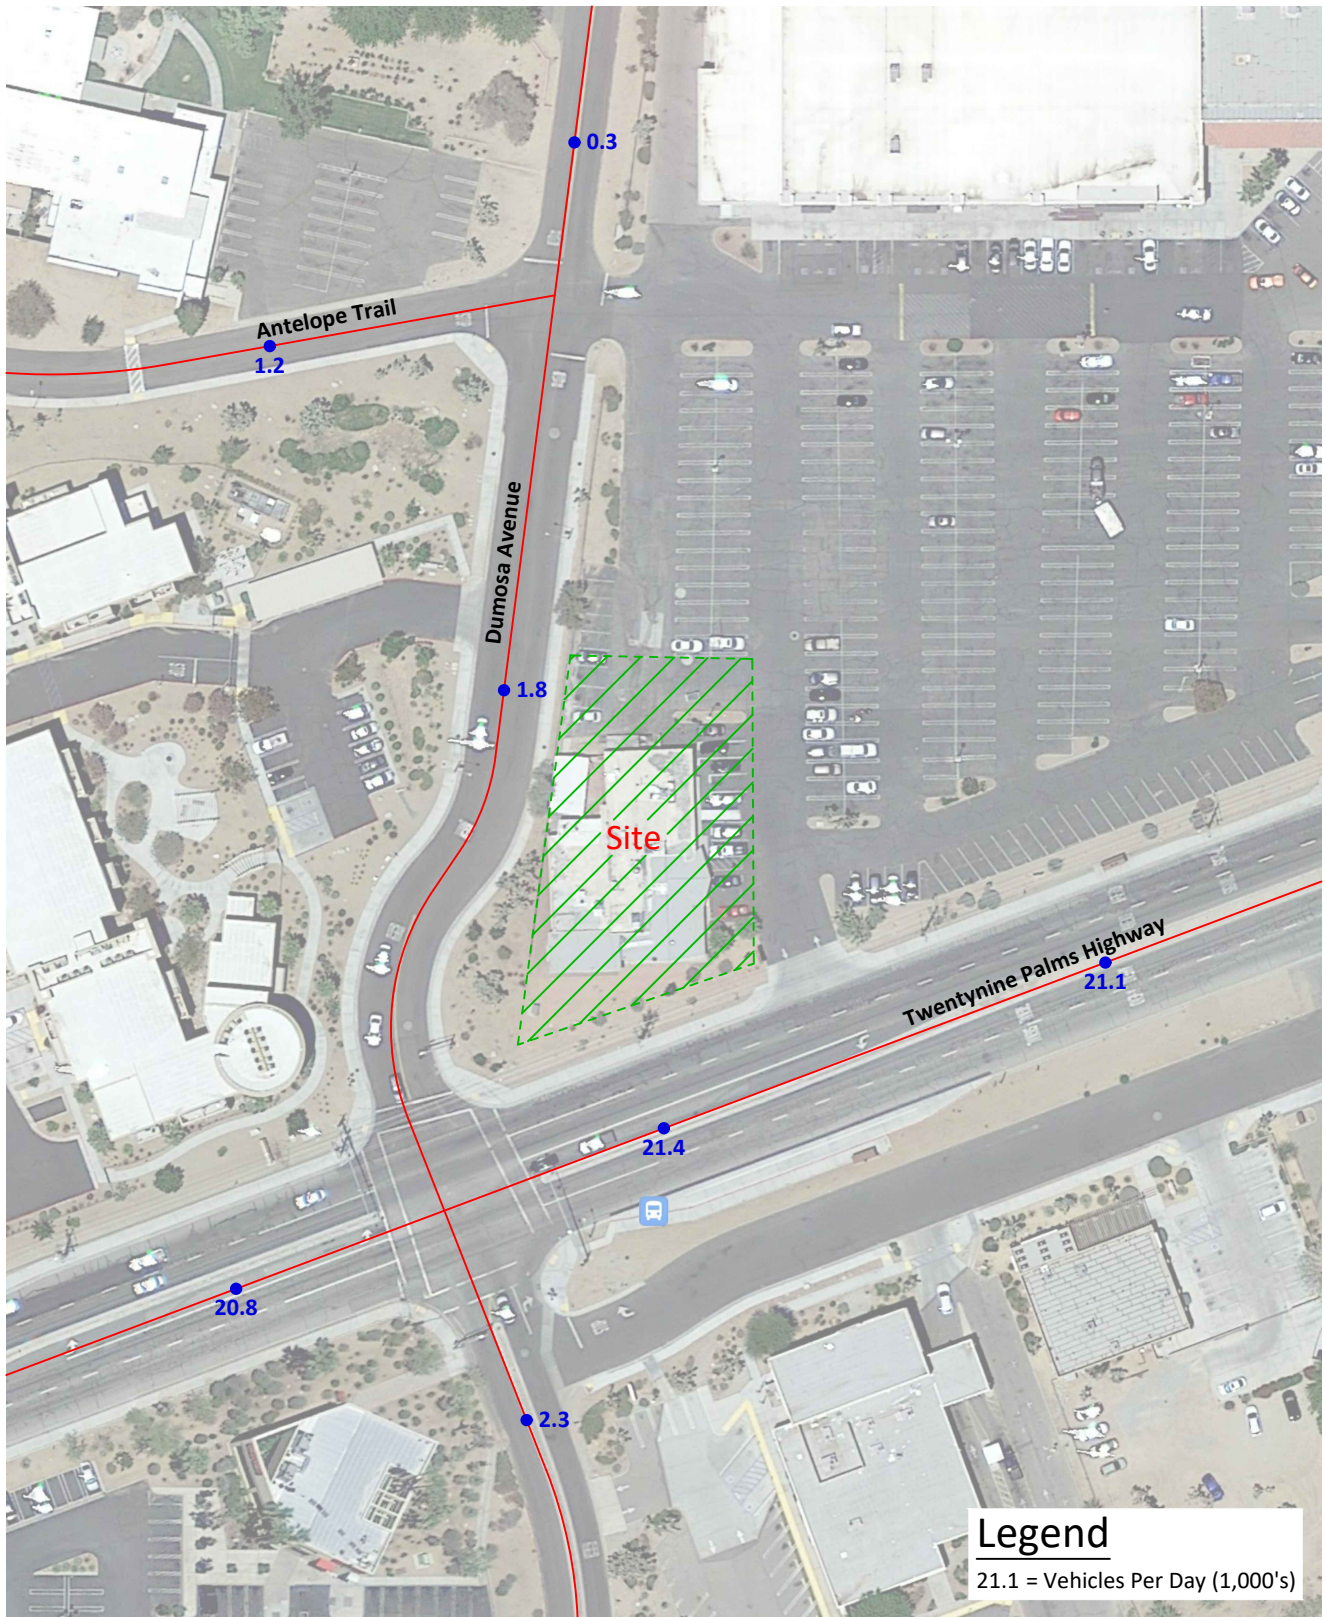 0.3
Antelope Trail
1.2
Dumosa Avenue
1.8
Site
Twentynine Palms Highway
21.1
21.4
20.8
2.3
Legend
21.1 = Vehicles Per Day (1,000's)